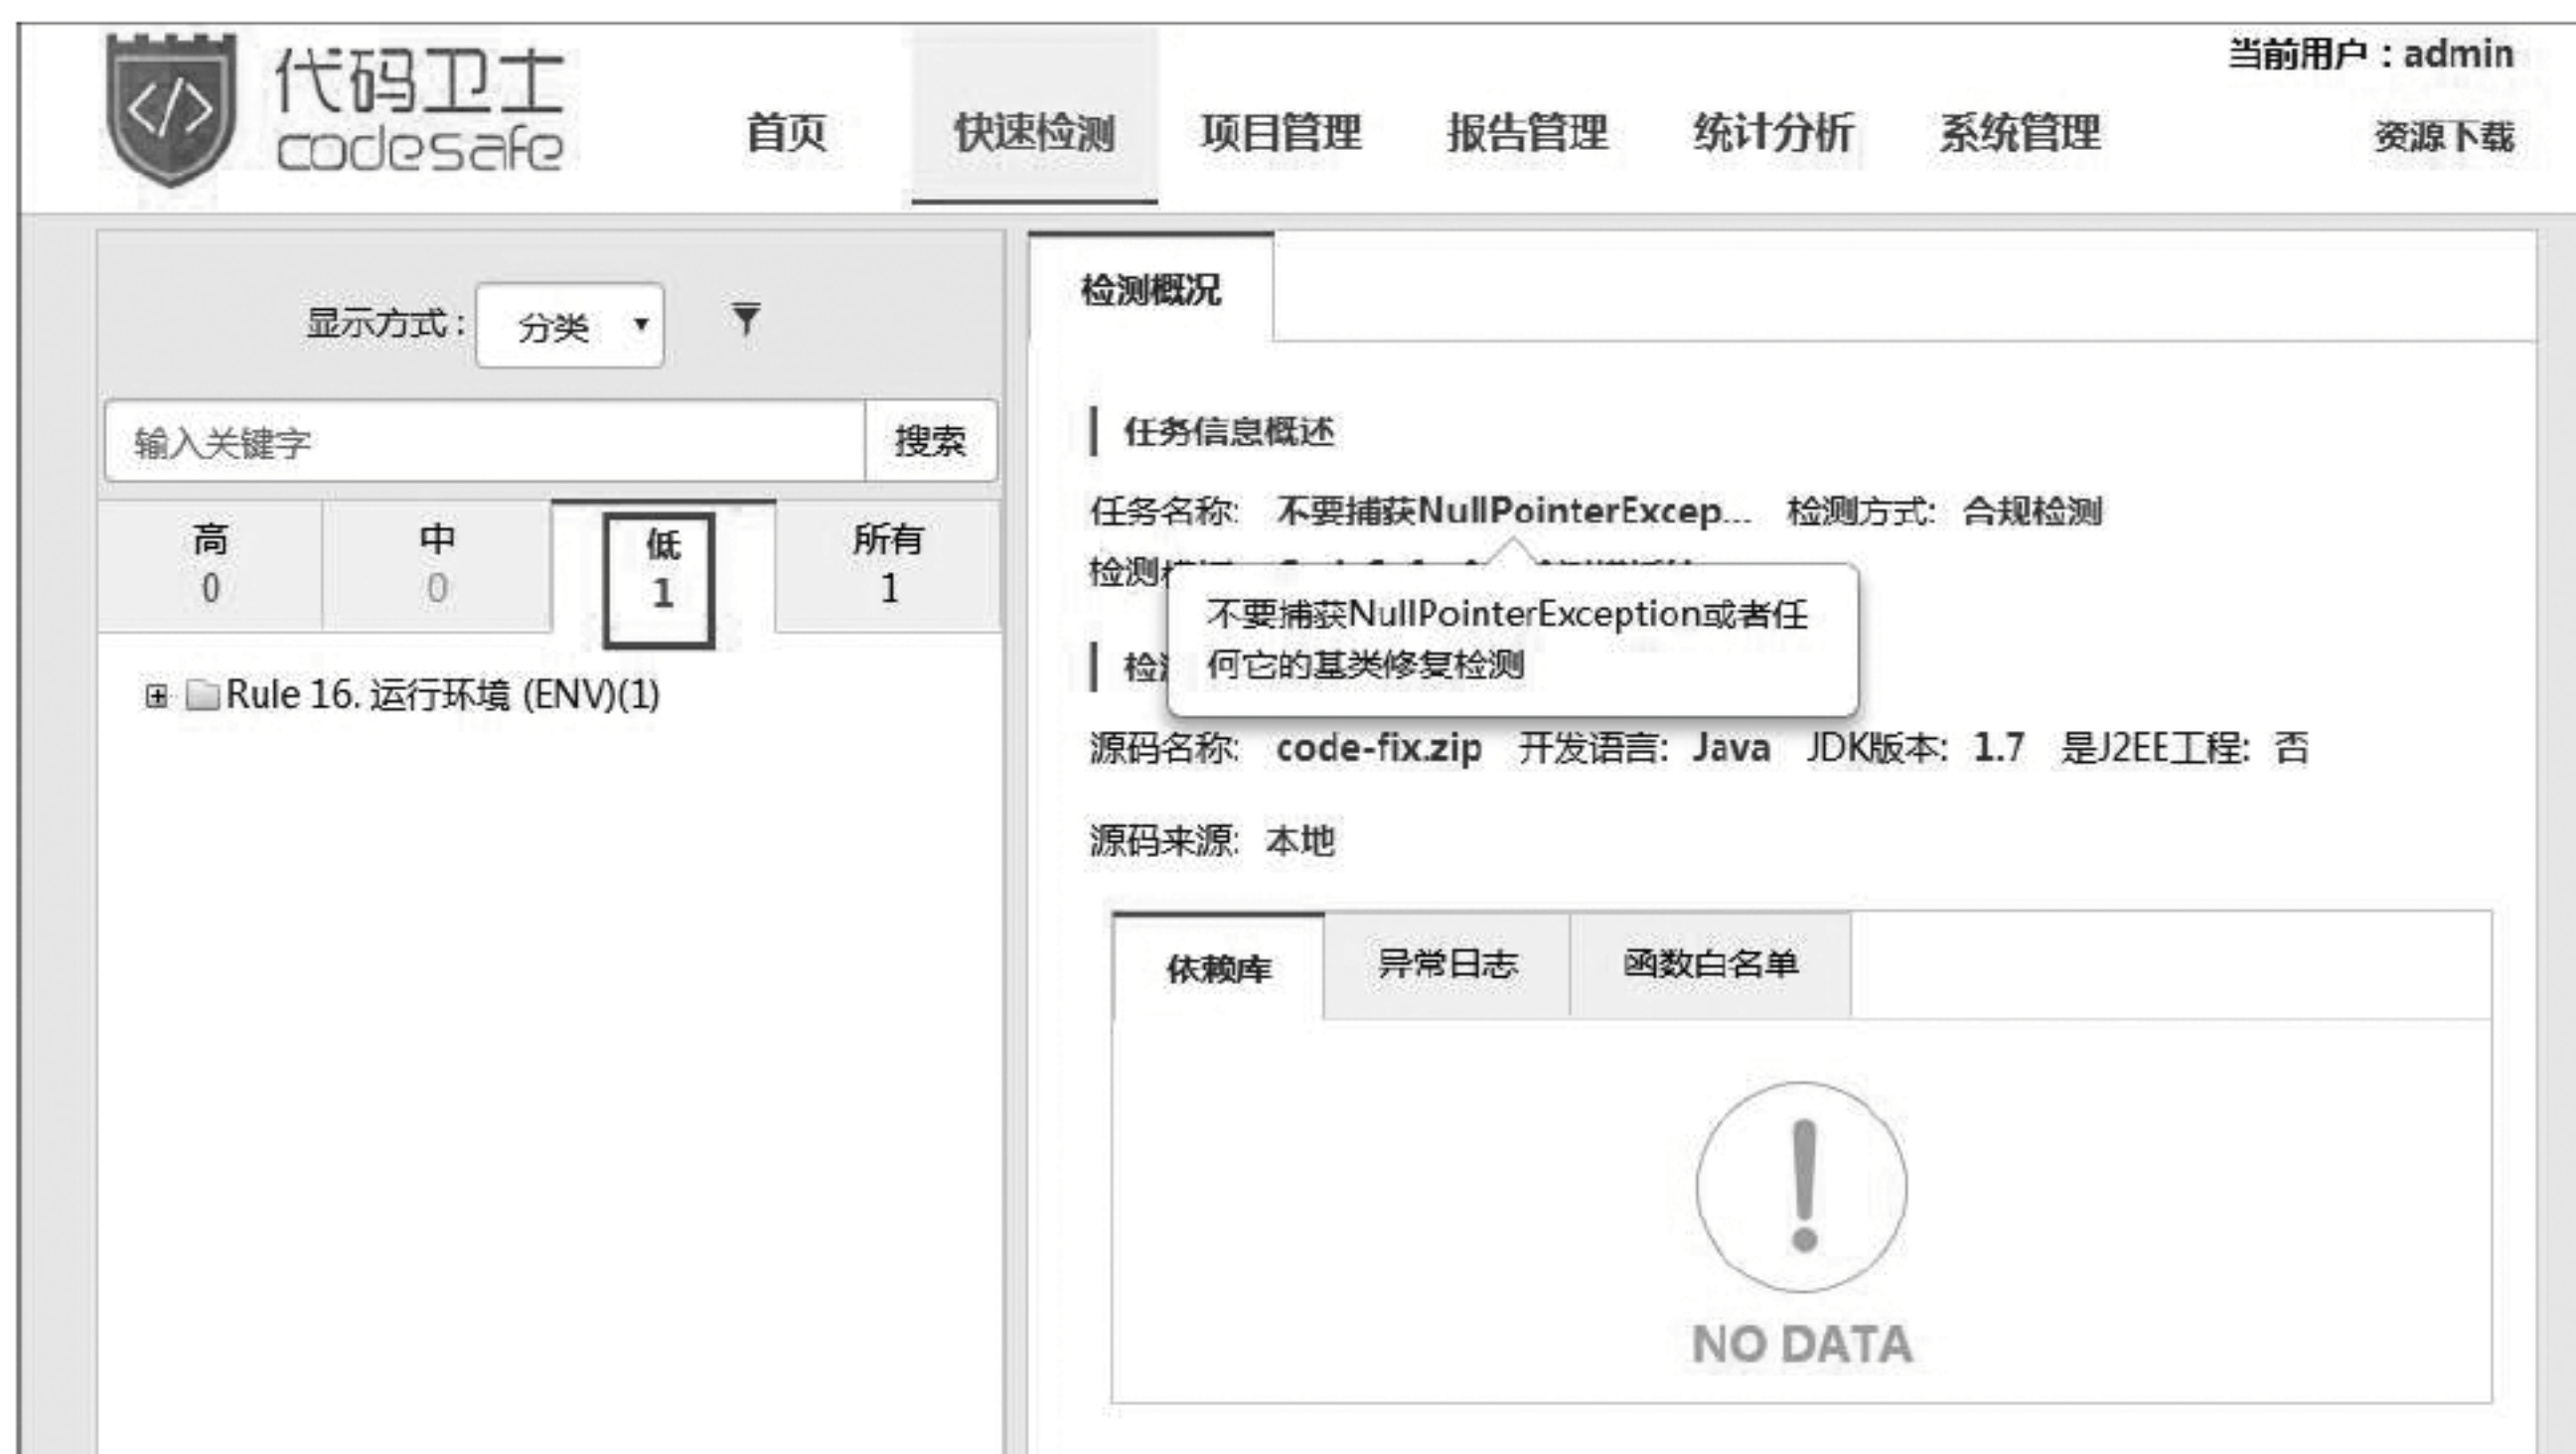 当前用户：admin
代码卫士
codesafe
首页 快速检测 项目管理 报告管理 统计分析 系统管理 资源下载
显示方式： 分类
输入关键字 搜索
高 中 低 所有
0 0 1 1
Rule 16. 运行环境 (ENV)(1)
检测概况
任务信息概述
任务名称: 不要捕获NullPointerExcep... 检测方式: 合规检测
检测
不要捕获NullPointerException或者任
何它的基类修复检测
检
源码名称: code-fix.zip 开发语言: Java JDK版本: 1.7 是J2EE工程: 否
源码来源: 本地
依赖库 异常日志 函数白名单
NO DATA